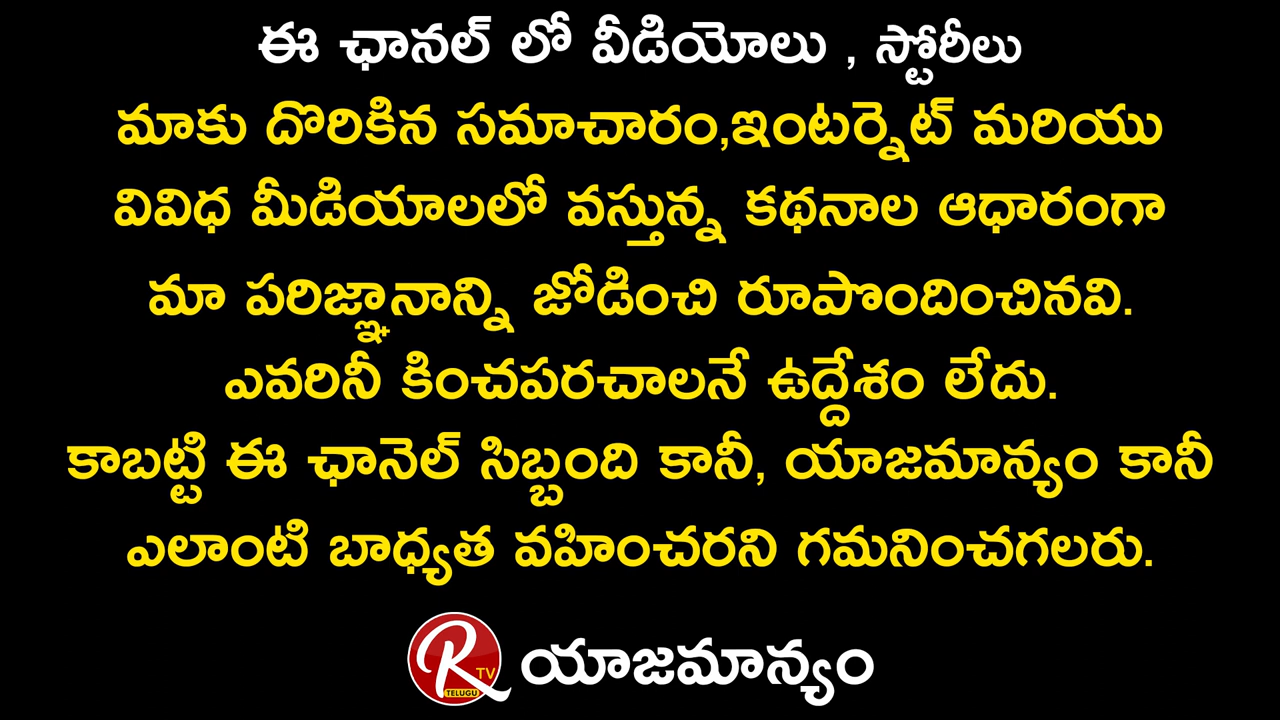 ఈ ఛానల్ లో వీడియోలు , స్టోరీలు
మాకు దొరికిన సమాచారం,ఇంటర్నెట్ మరియు
వివిధ మీడియాలలో వస్తున్న కథనాల ఆధారంగా
మా పరిజ్ఞానాన్ని జోడించి రూపొందించినవి.
ఎవరినీ కించపరచాలనే ఉద్దేశం లేదు.
కాబట్టి ఈ ఛానెల్ సిబ్బంది కానీ, యాజమాన్యం కానీ
ఎలాంటి బాధ్యత వహించరని గమనించగలరు.
R TV TELUGU యాజమాన్యం